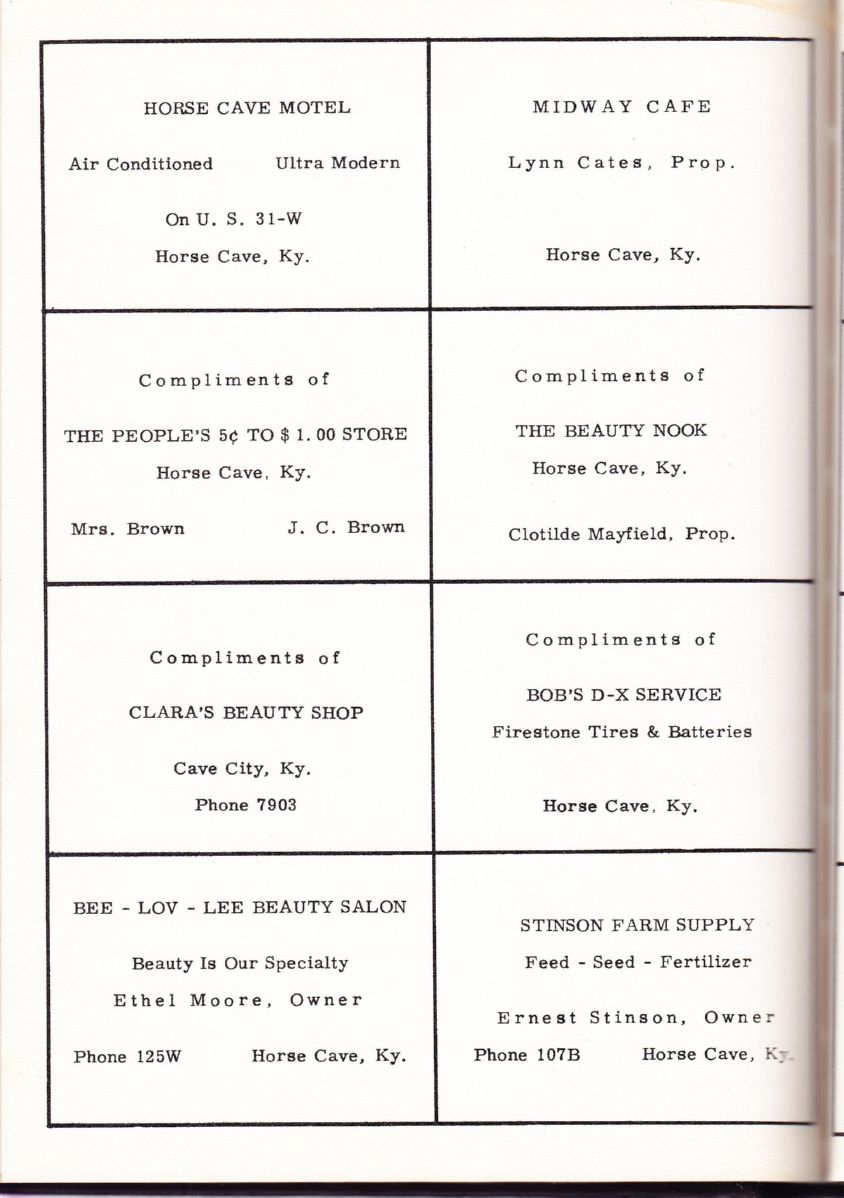 HORSE CAVE MOTEL
Air Conditioned Ultra Modern
On U. S. 31-W
Horse Cave, Ky.
MIDWAY CAFE
Lynn Cates, Prop.
Horse Cave, Ky.
Compliments of
THE PEOPLE'S 5¢ TO $ 1. 00 STORE
Horse Cave, Ky.
Mrs. Brown J. C. Brown
Compliments of
THE BEAUTY NOOK
Horse Cave, Ky.
Clotilde Mayfield, Prop.
Compliments of
CLARA'S BEAUTY SHOP
Cave City, Ky.
Phone 7903
Compliments of
BOB'S D-X SERVICE
Firestone Tires & Batteries
Horse Cave, Ky.
BEE - LOV - LEE BEAUTY SALON
Beauty Is Our Specialty
Ethel Moore, Owner
Phone 125W Horse Cave, Ky.
STINSON FARM SUPPLY
Feed - Seed - Fertilizer
Ernest Stinson, Owner
Phone 107B Horse Cave, Ky.